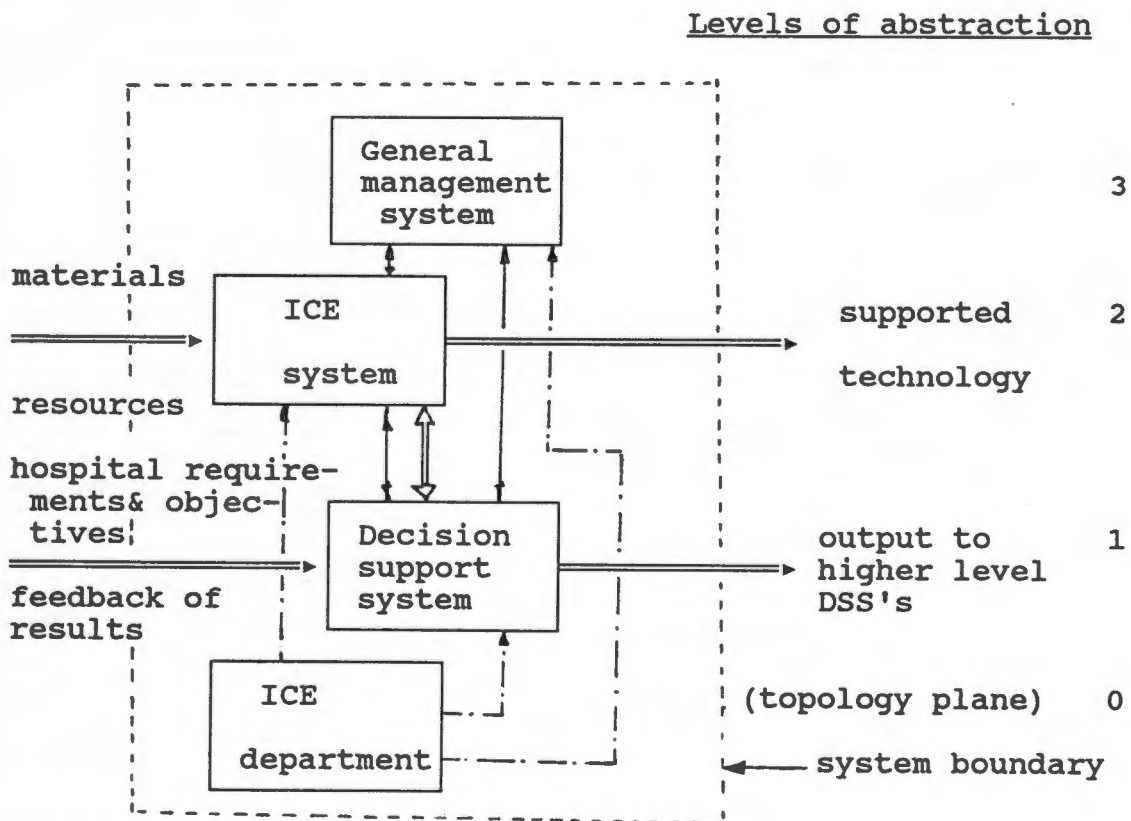 Levels of abstraction
General
management
system
3
materials
ICE
system
supported
technology
2
resources
hospital require-
ments& objec-
tives
feedback of
results
Decision
support
system
output to
higher level
DSS's
1
ICE
department
(topology plane) 0
system boundary